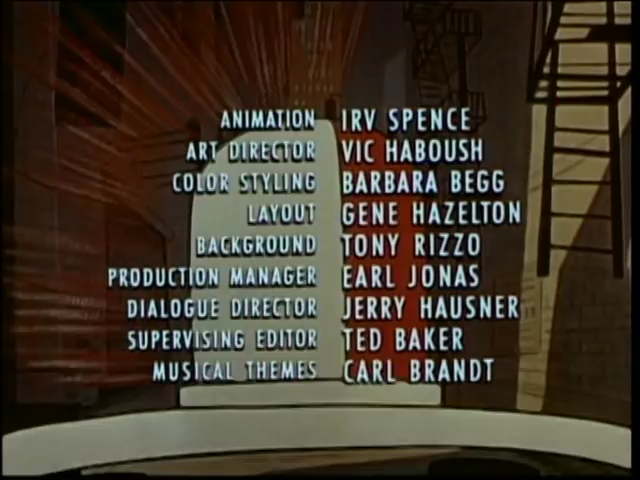 ANIMATION IRV SPENCE
ART DIRECTOR VIC HABOUSH
COLOR STYLING BARBARA BEGG
LAYOUT GENE HAZELTON
BACKGROUND TONY RIZZO
PRODUCTION MANAGER EARL JONAS
DIALOGUE DIRECTOR JERRY HAUSNER
SUPERVISING EDITOR TED BAKER
MUSICAL THEMES CARL BRANDT